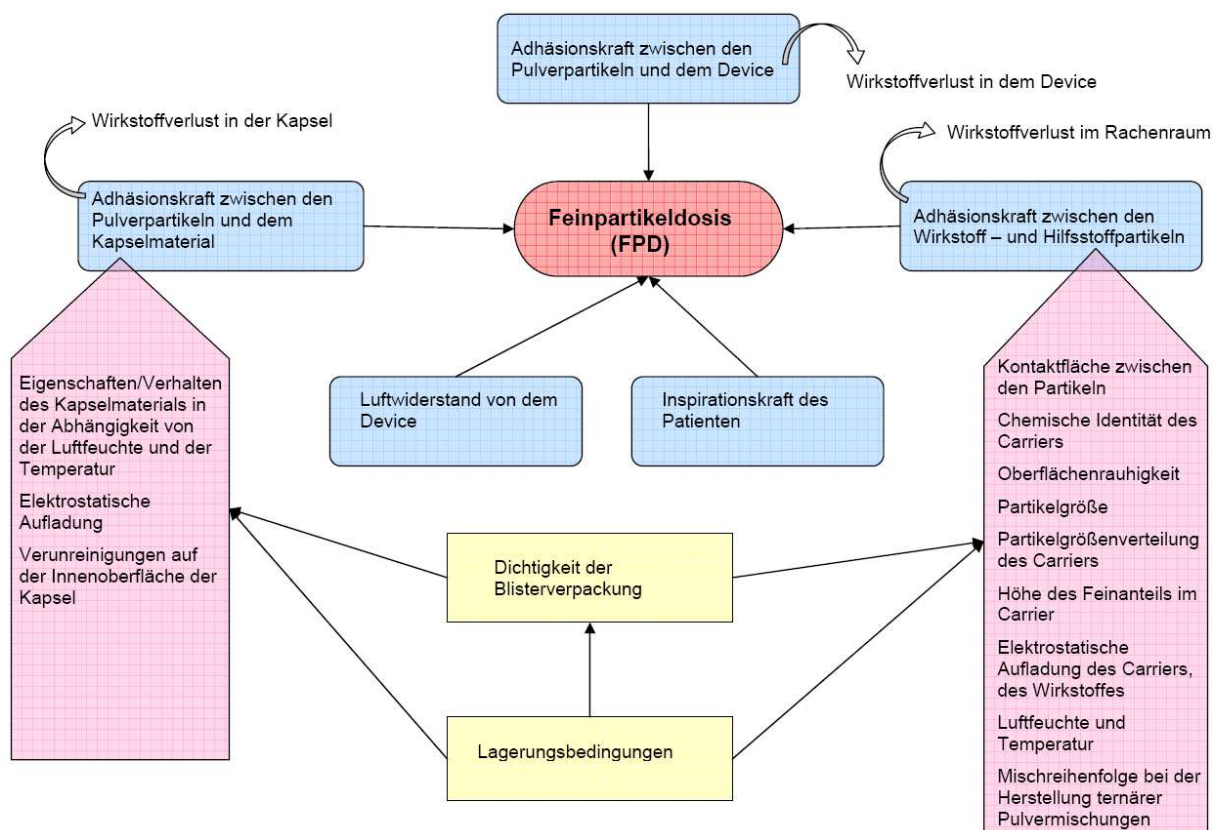 Adhäsionskraft zwischen den
Pulverpartikeln und dem Device
Wirkstoffverlust in dem Device
Wirkstoffverlust in der Kapsel
Wirkstoffverlust im Rachenraum
Adhäsionskraft zwischen den
Pulverpartikeln und dem
Kapselmaterial
Feinpartikeldosis
(FPD)
Adhäsionskraft zwischen den
Wirkstoff – und Hilfsstoffpartikeln
Luftwiderstand von dem
Device
Inspirationskraft des
Patienten
Eigenschaften/Verhalten
des Kapselmaterials in
der Abhängigkeit von
der Luftfeuchte und der
Temperatur
Elektrostatische
Aufladung
Verunreinigungen auf
der Innenoberfläche der
Kapsel
Dichtigkeit der
Blisterverpackung
Lagerungsbedingungen
Kontaktfläche zwischen
den Partikeln
Chemische Identität des
Carriers
Oberflächenrauhigkeit
Partikelgröße
Partikelgrößenverteilung
des Carriers
Höhe des Feinanteils im
Carrier
Elektrostatische
Aufladung des Carriers,
des Wirkstoffes
Luftfeuchte und
Temperatur
Mischreihenfolge bei der
Herstellung ternärer
Pulvermischungen